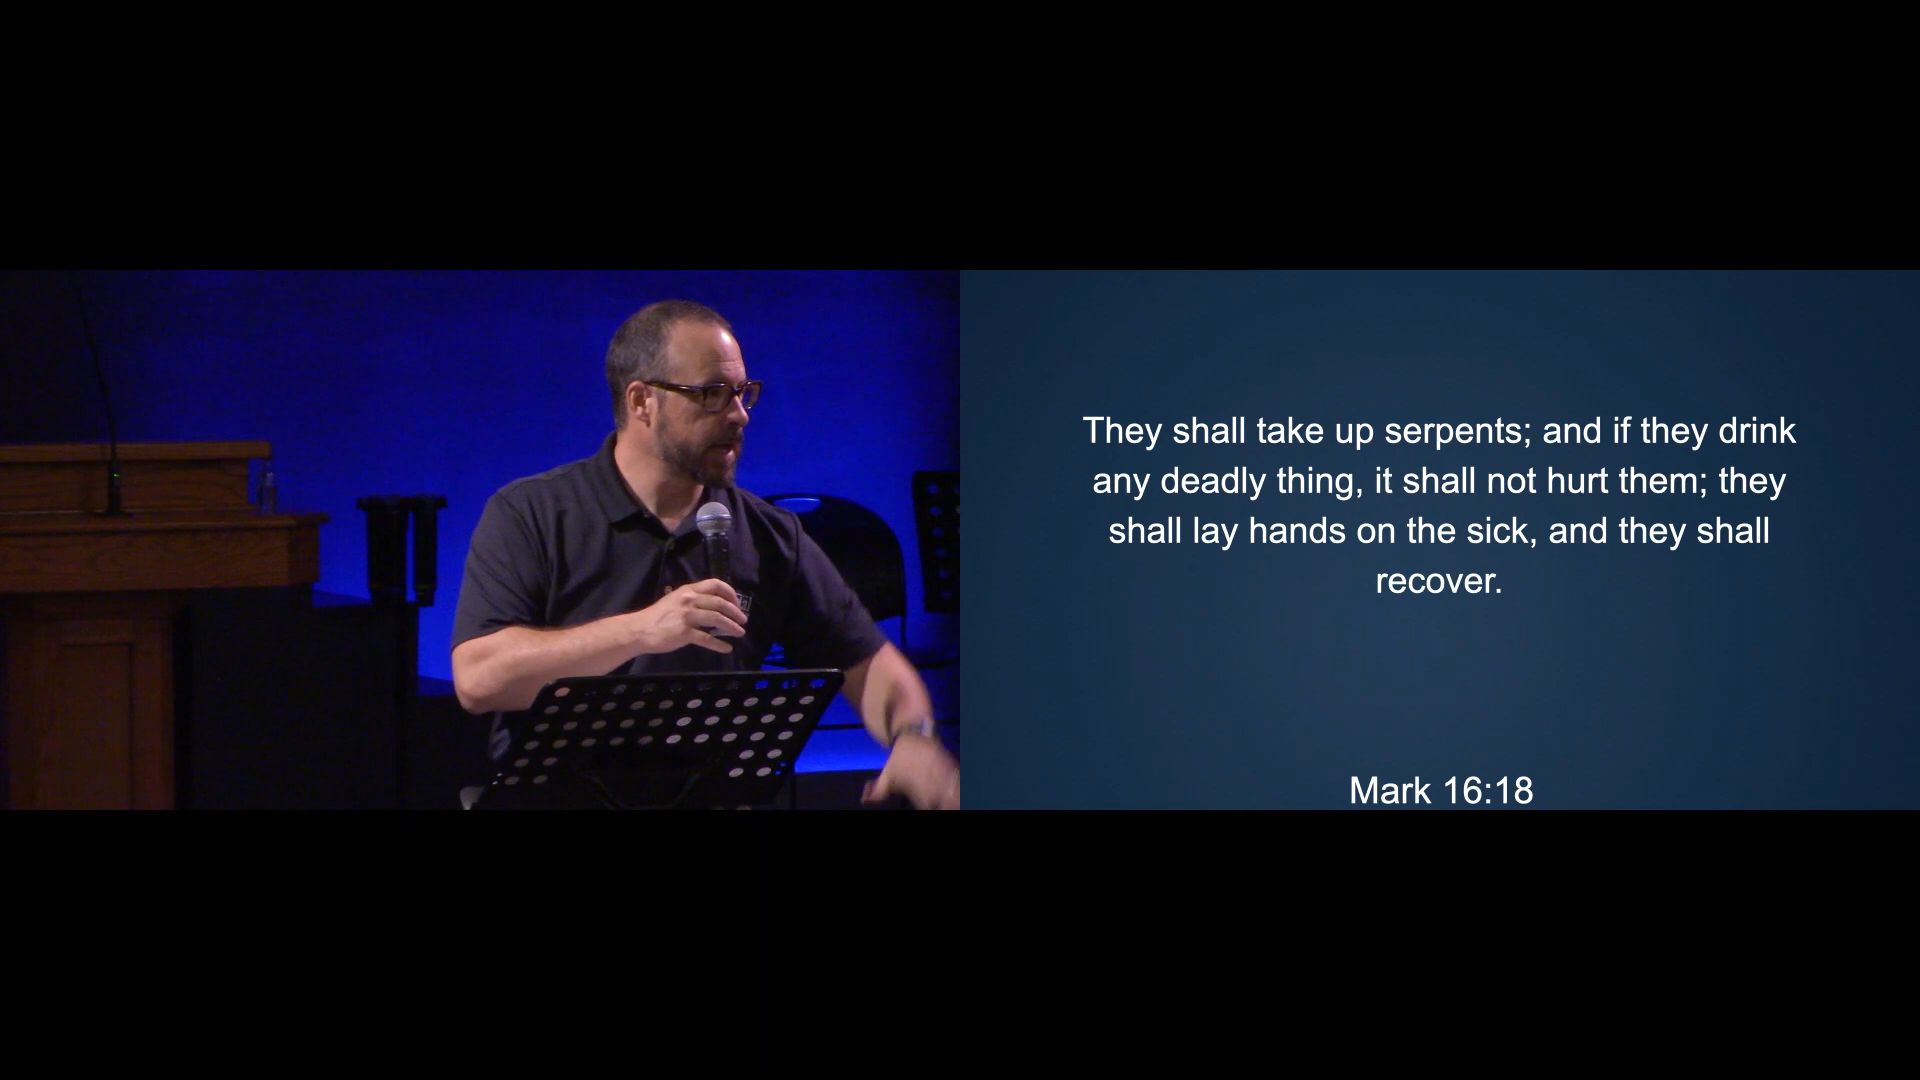 They shall take up serpents; and if they drink
any deadly thing, it shall not hurt them; they
shall lay hands on the sick, and they shall
recover.
Mark 16:18